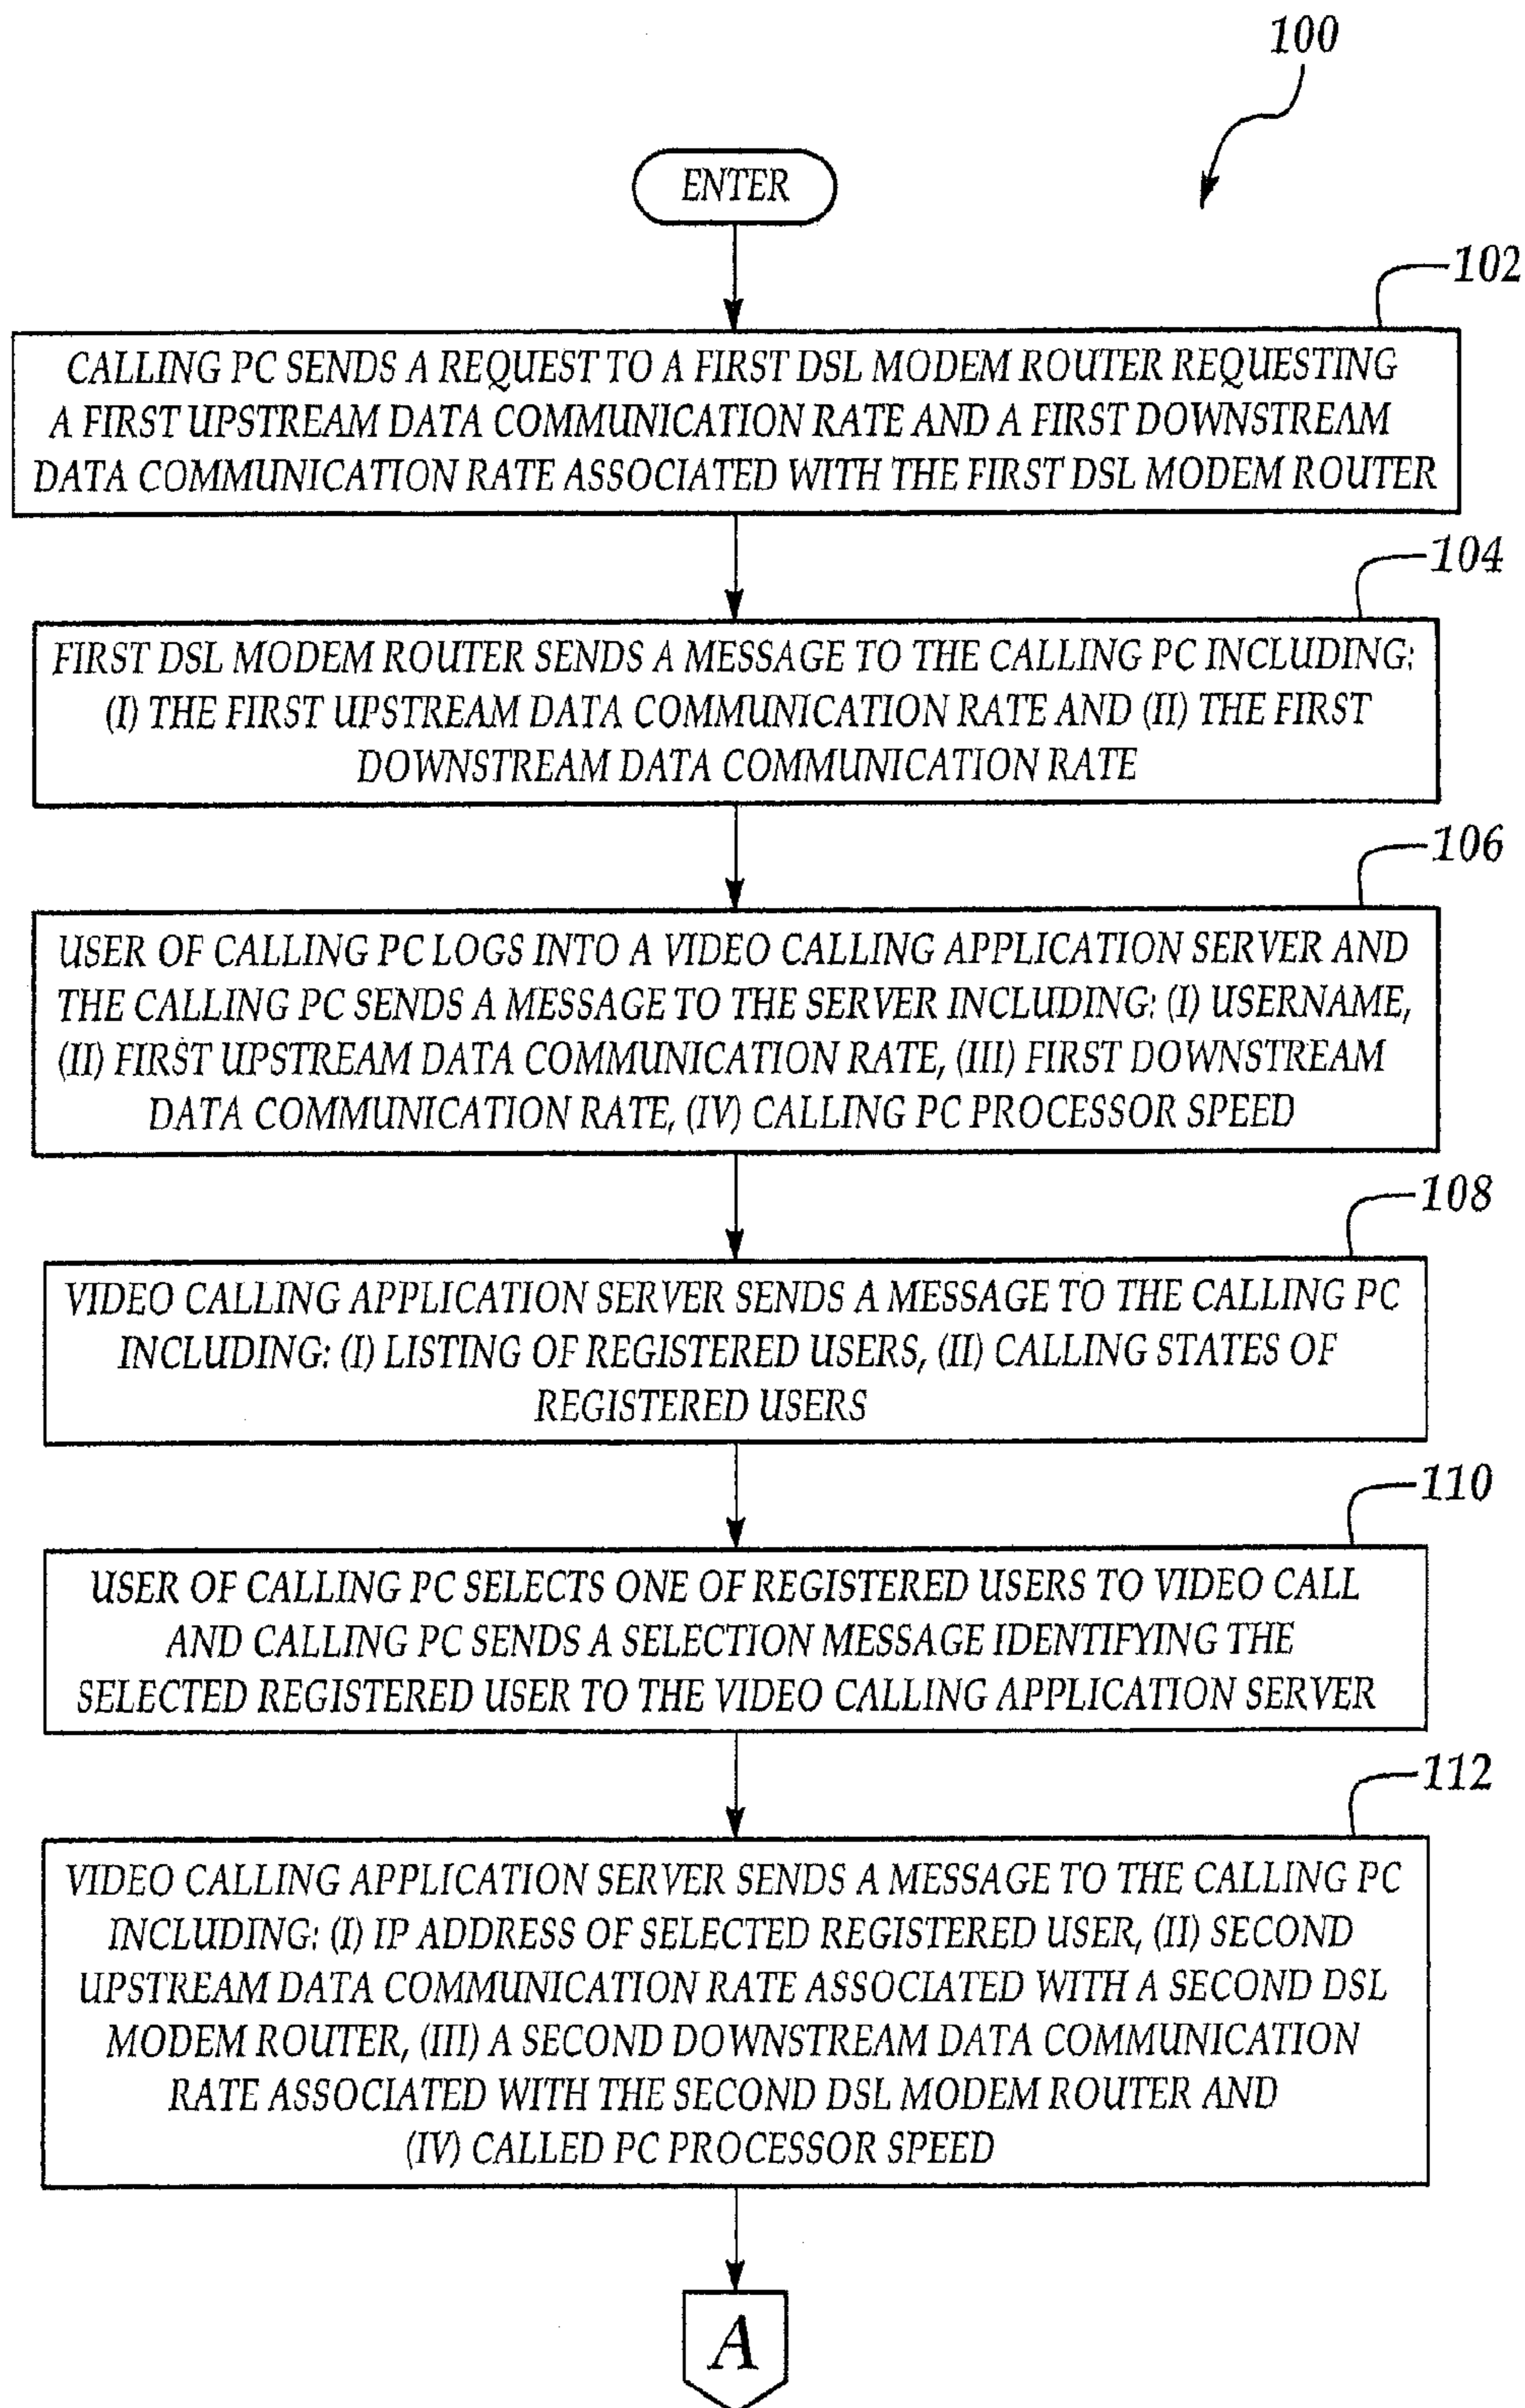 100
ENTER
102
CALLING PC SENDS A REQUEST TO A FIRST DSL MODEM ROUTER REQUESTING
A FIRST UPSTREAM DATA COMMUNICATION RATE AND A FIRST DOWNSTREAM
DATA COMMUNICATION RATE ASSOCIATED WITH THE FIRST DSL MODEM ROUTER
104
FIRST DSL MODEM ROUTER SENDS A MESSAGE TO THE CALLING PC INCLUDING:
(I) THE FIRST UPSTREAM DATA COMMUNICATION RATE AND (II) THE FIRST
DOWNSTREAM DATA COMMUNICATION RATE
106
USER OF CALLING PC LOGS INTO A VIDEO CALLING APPLICATION SERVER AND
THE CALLING PC SENDS A MESSAGE TO THE SERVER INCLUDING: (I) USERNAME,
(II) FIRST UPSTREAM DATA COMMUNICATION RATE, (III) FIRST DOWNSTREAM
DATA COMMUNICATION RATE, (IV) CALLING PC PROCESSOR SPEED
108
VIDEO CALLING APPLICATION SERVER SENDS A MESSAGE TO THE CALLING PC
INCLUDING: (I) LISTING OF REGISTERED USERS, (II) CALLING STATES OF
REGISTERED USERS
110
USER OF CALLING PC SELECTS ONE OF REGISTERED USERS TO VIDEO CALL
AND CALLING PC SENDS A SELECTION MESSAGE IDENTIFYING THE
SELECTED REGISTERED USER TO THE VIDEO CALLING APPLICATION SERVER
112
VIDEO CALLING APPLICATION SERVER SENDS A MESSAGE TO THE CALLING PC
INCLUDING: (I) IP ADDRESS OF SELECTED REGISTERED USER, (II) SECOND
UPSTREAM DATA COMMUNICATION RATE ASSOCIATED WITH A SECOND DSL
MODEM ROUTER, (III) A SECOND DOWNSTREAM DATA COMMUNICATION
RATE ASSOCIATED WITH THE SECOND DSL MODEM ROUTER AND
(IV) CALLED PC PROCESSOR SPEED
A